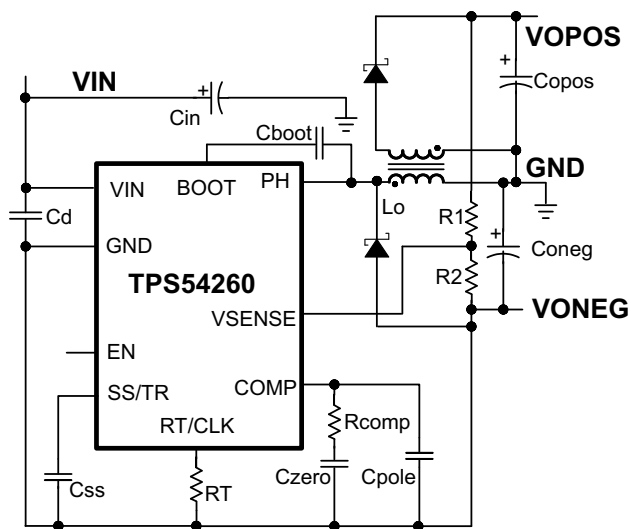 VOPOS
VIN
Copos
Cin
Cboot
GND
VIN
BOOT
PH
Lo
R1
Cd
GND
Coneg
TPS54260
R2
VSENSE
VONEG
EN
SS/TR
COMP
RT/CLK
Rcomp
Css
RT
Czero
Cpole